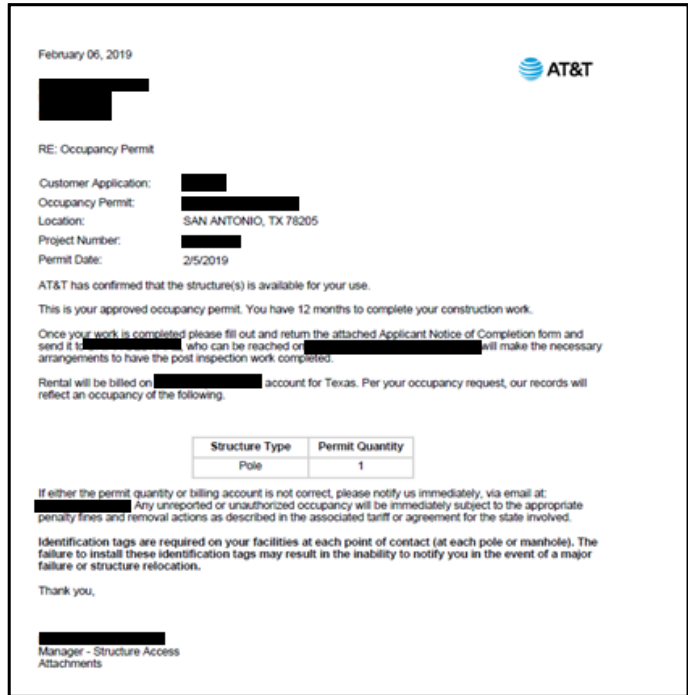 February 06, 2019
AT&T
RE: Occupancy Permit
Customer Application:
Occupancy Permit:
Location: SAN ANTONIO, TX 78205
Project Number:
Permit Date: 2/5/2019
AT&T has confirmed that the structure(s) is available for your use.
This is your approved occupancy permit. You have 12 months to complete your construction work.
Once your work is completed please fill out and return the attached Applicant Notice of Completion form and
send it to , who can be reached on will make the necessary
arrangements to have the post inspection work completed.
Rental will be billed on account for Texas. Per your occupancy request, our records will
reflect an occupancy of the following.
Structure Type Permit Quantity
Pole 1
If either the permit quantity or billing account is not correct, please notify us immediately, via email at:
Any unreported or unauthorized occupancy will be immediately subject to the appropriate
penalty fines and removal actions as described in the associated tariff or agreement for the state involved.
Identification tags are required on your facilities at each point of contact (at each pole or manhole). The
failure to install these identification tags may result in the inability to notify you in the event of a major
failure or structure relocation.
Thank you,
Manager - Structure Access
Attachments